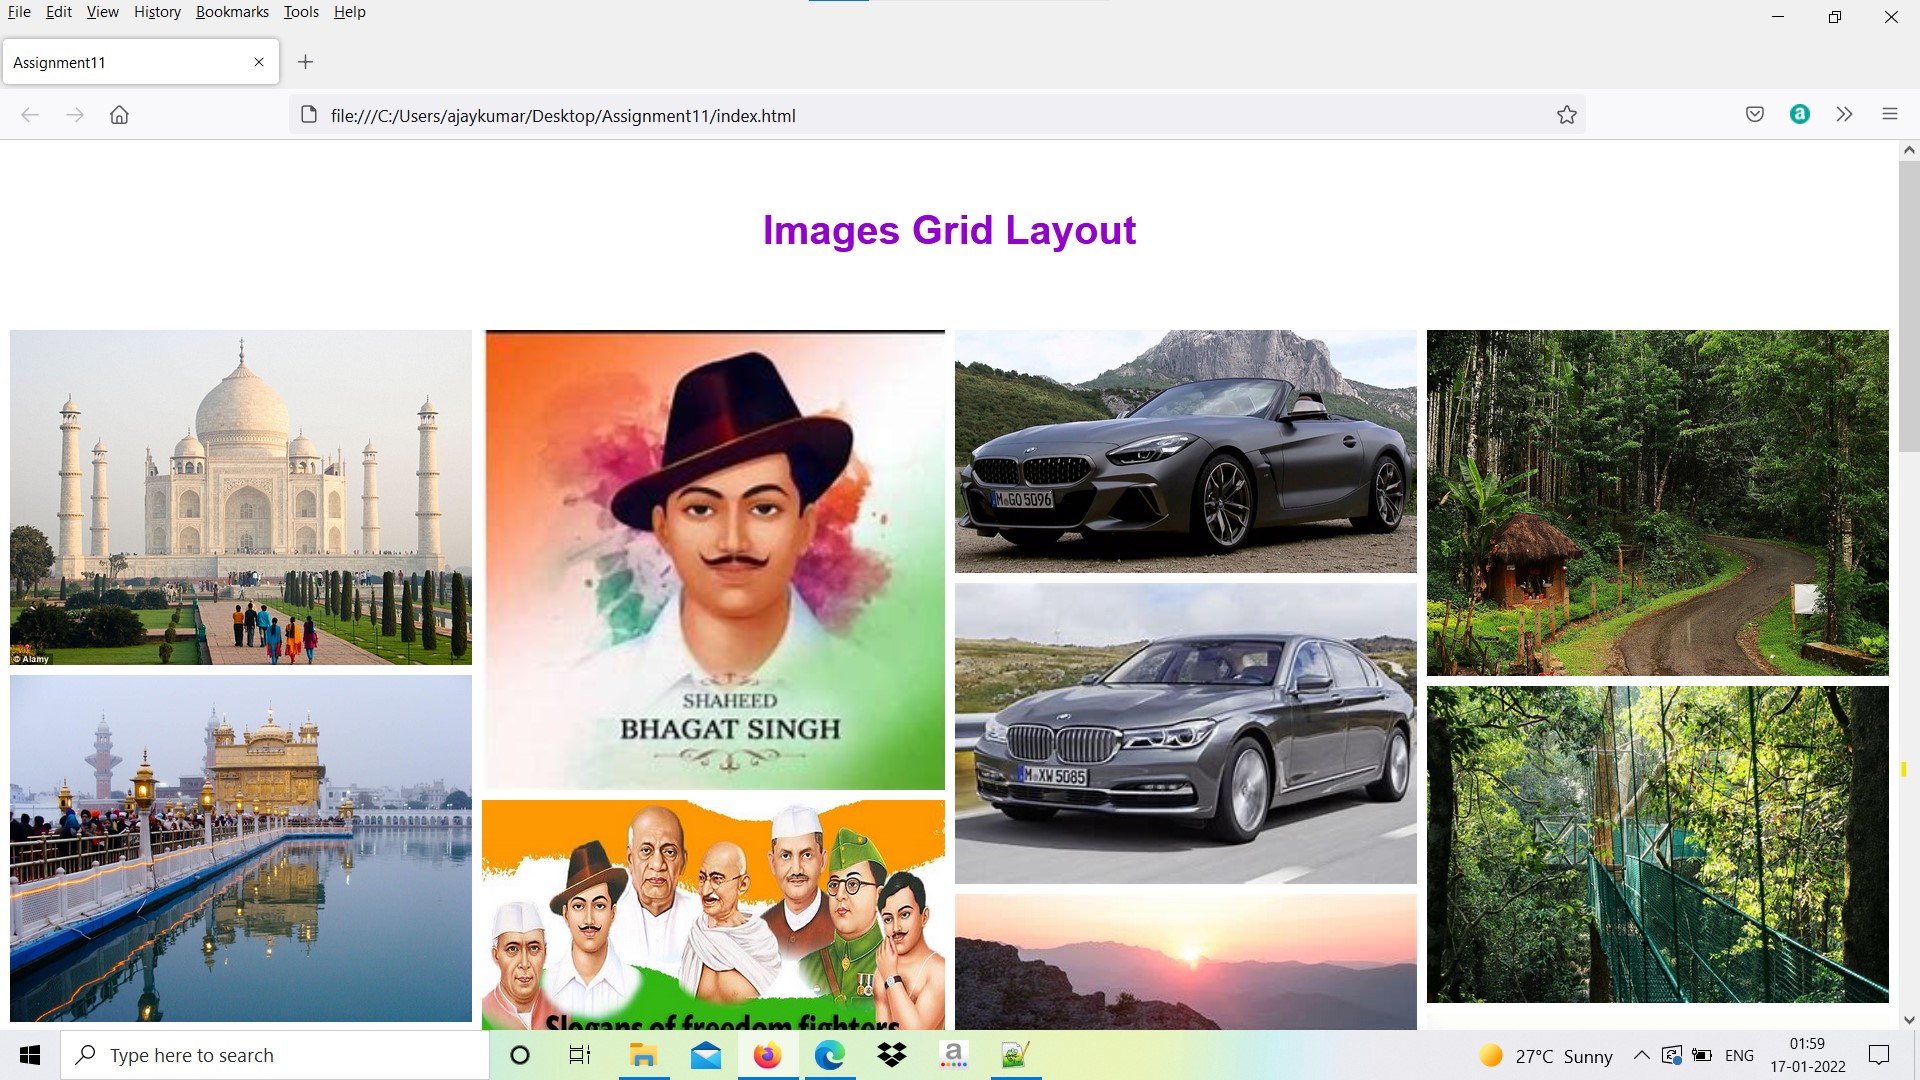 File Edit View History Bookmarks Tools Help
Assignment11
file:///C:/Users/ajaykumar/Desktop/Assignment11/index.html
Images Grid Layout
© Alamy
SHAHEED
BHAGAT SINGH
M GO 5096
M XW 5085
Slogans of freedom fighters
Type here to search
a
27°C Sunny
ENG
01:59
17-01-2022